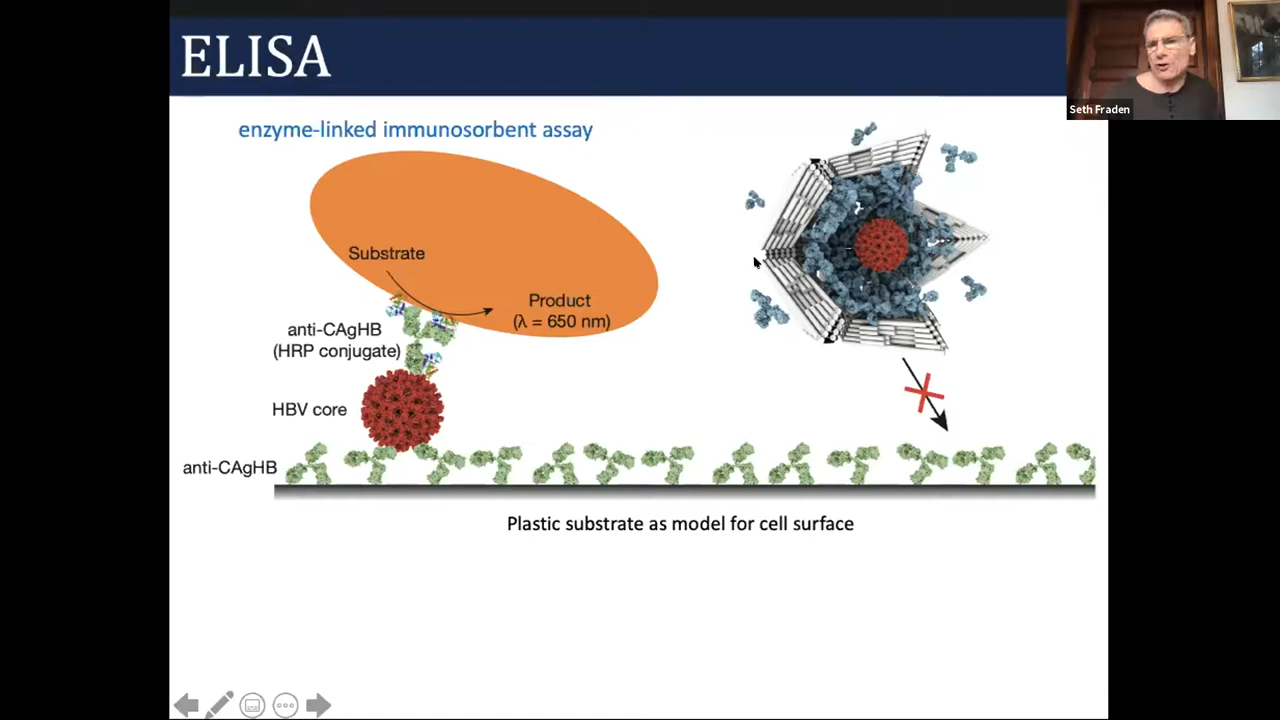 ELISA
Seth Fraden
enzyme-linked immunosorbent assay
Substrate
Product
(λ = 650 nm)
anti-CAgHB
(HRP conjugate)
HBV core
anti-CAgHB
Plastic substrate as model for cell surface